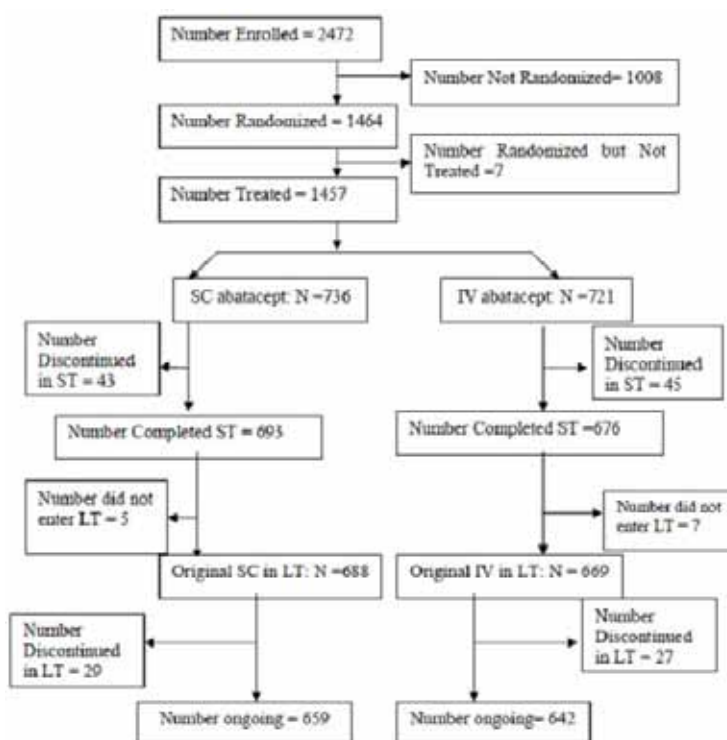 Number Enrolled = 2472
Number Not Randomized= 1008
Number Randomized = 1464
Number Randomized but Not
Treated =7
Number Treated = 1457
SC abatacept: N =736
IV abatacept: N =721
Number
Discontinued
in ST = 43
Number
Discontinued
in ST = 45
Number Completed ST = 693
Number Completed ST =676
Number did not
enter LT = 5
Number did not
enter LT = 7
Original SC in LT: N =688
Original IV in LT: N = 669
Number
Discontinued
in LT = 29
Number
Discontinued
in LT = 27
Number ongoing = 659
Number ongoing= 642